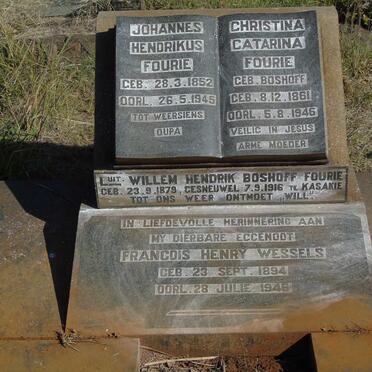 JOHANNES
HENDRIKUS
FOURIE
GEB. 28.3.1852
OORL. 26.5.1945
TOT WEERSIENS
OUPA
CHRISTINA
CATARINA
FOURIE
GEB. BOSHOFF
GEB. 8.12.1861
OORL. 5.8.1945
VEILIG IN JESUS
ARME MOEDER
LUIT. WILLEM HENDRIK BOSHOFF FOURIE
GEB. 23.9.1879, GESNEUWEL 7.9.1916 TE KASAKIE
TOT ONS WEER ONTMOET "WILL"
IN LIEFDEVOLLE HERINNERING AAN
MY DIERBARE EGGENOOT
FRANCOIS HENRY WESSELS
GEB. 23 SEPT. 1894
OORL. 28 JULIE 1946